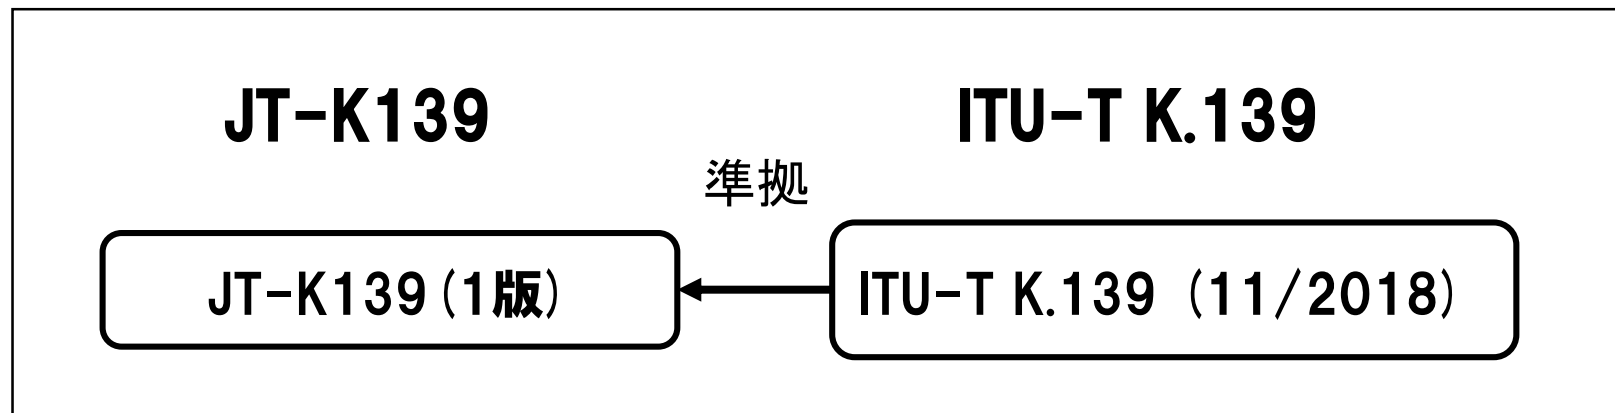 JT-K139
ITU-T K.139
準拠
JT-K139(1版)
ITU-T K.139 (11/2018)